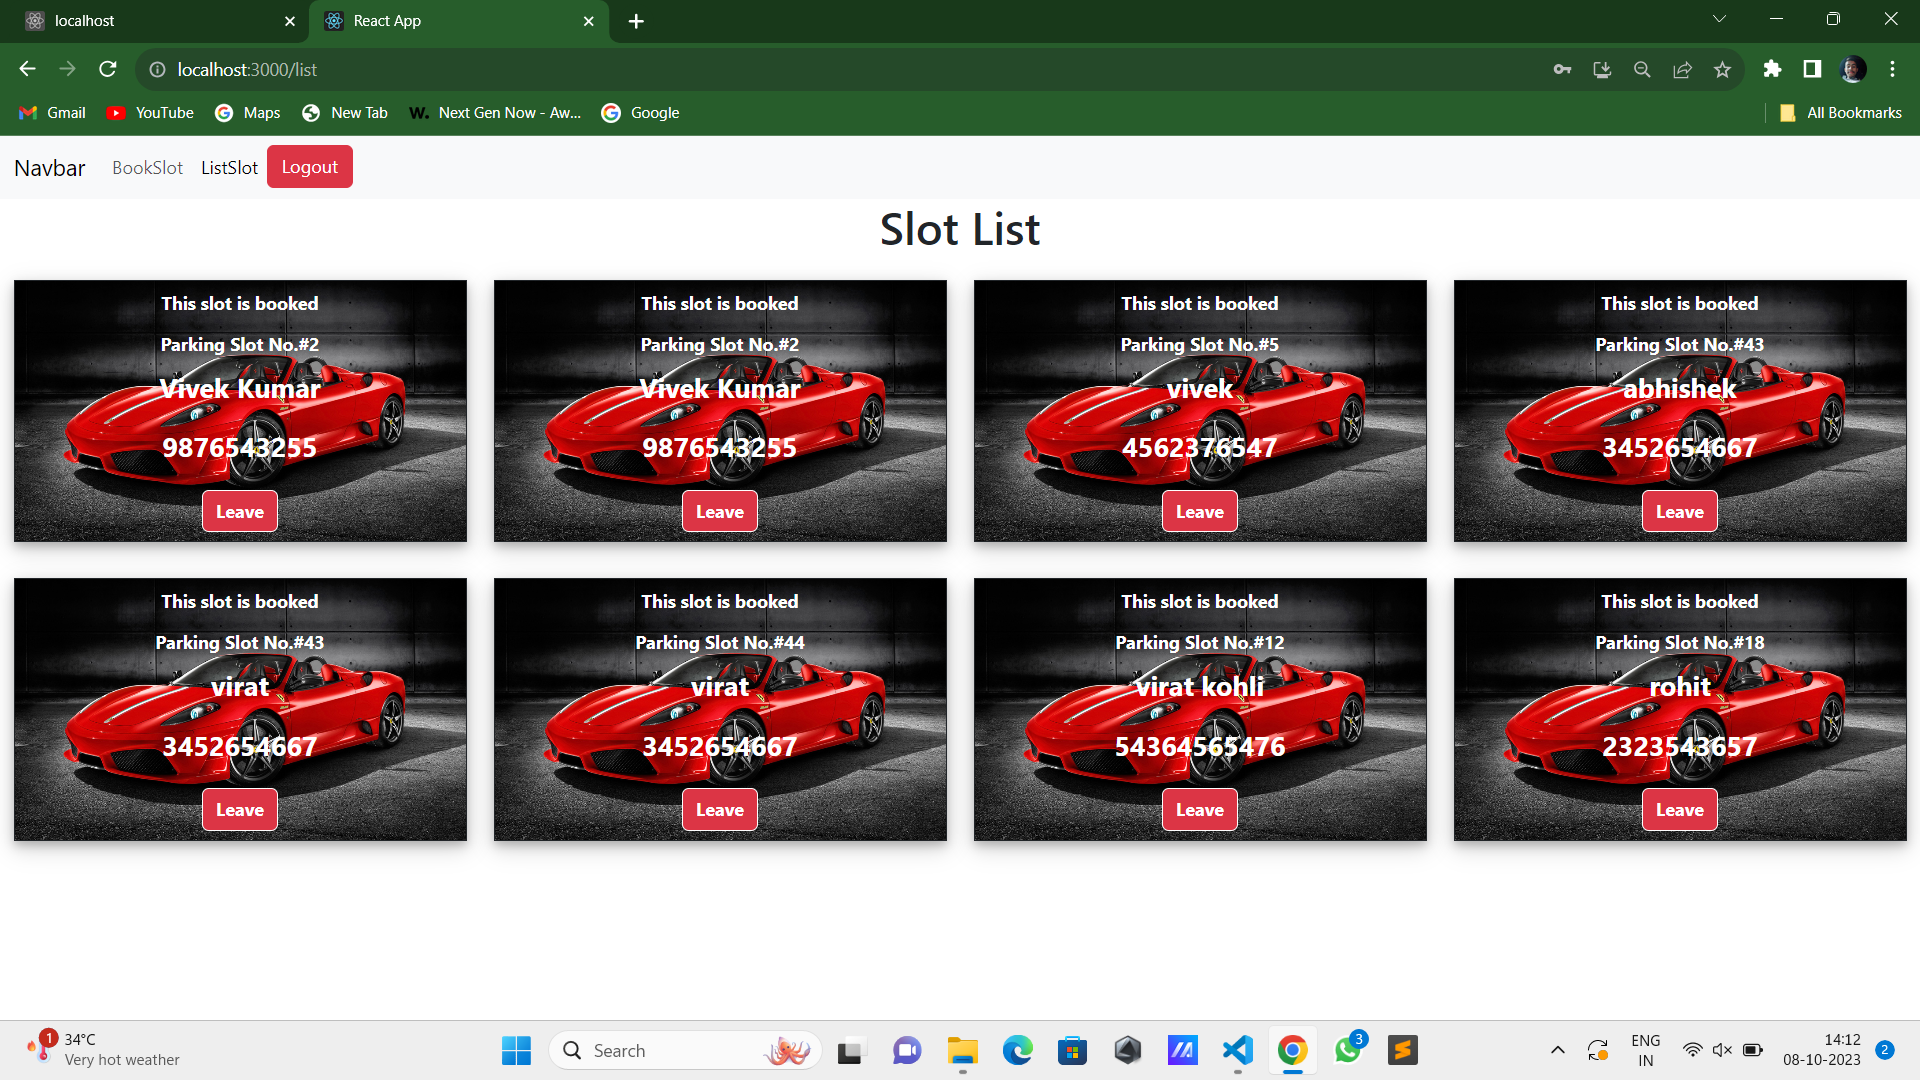 localhost
React App
localhost:3000/list
Gmail
YouTube
Maps
New Tab
W. Next Gen Now - Aw...
Google
All Bookmarks
Navbar
BookSlot
ListSlot
Logout
Slot List
This slot is booked
Parking Slot No.#2
Vivek Kumar
9876543255
Leave
This slot is booked
Parking Slot No.#2
Vivek Kumar
9876543255
Leave
This slot is booked
Parking Slot No.#5
vivek
4562376547
Leave
This slot is booked
Parking Slot No.#43
abhishek
3452654667
Leave
This slot is booked
Parking Slot No.#43
virat
3452654667
Leave
This slot is booked
Parking Slot No.#44
virat
3452654667
Leave
This slot is booked
Parking Slot No.#12
virat kohli
54364565476
Leave
This slot is booked
Parking Slot No.#18
rohit
2323543657
Leave
1
34°C
Very hot weather
Search
3
ENG
IN
14:12
08-10-2023
2